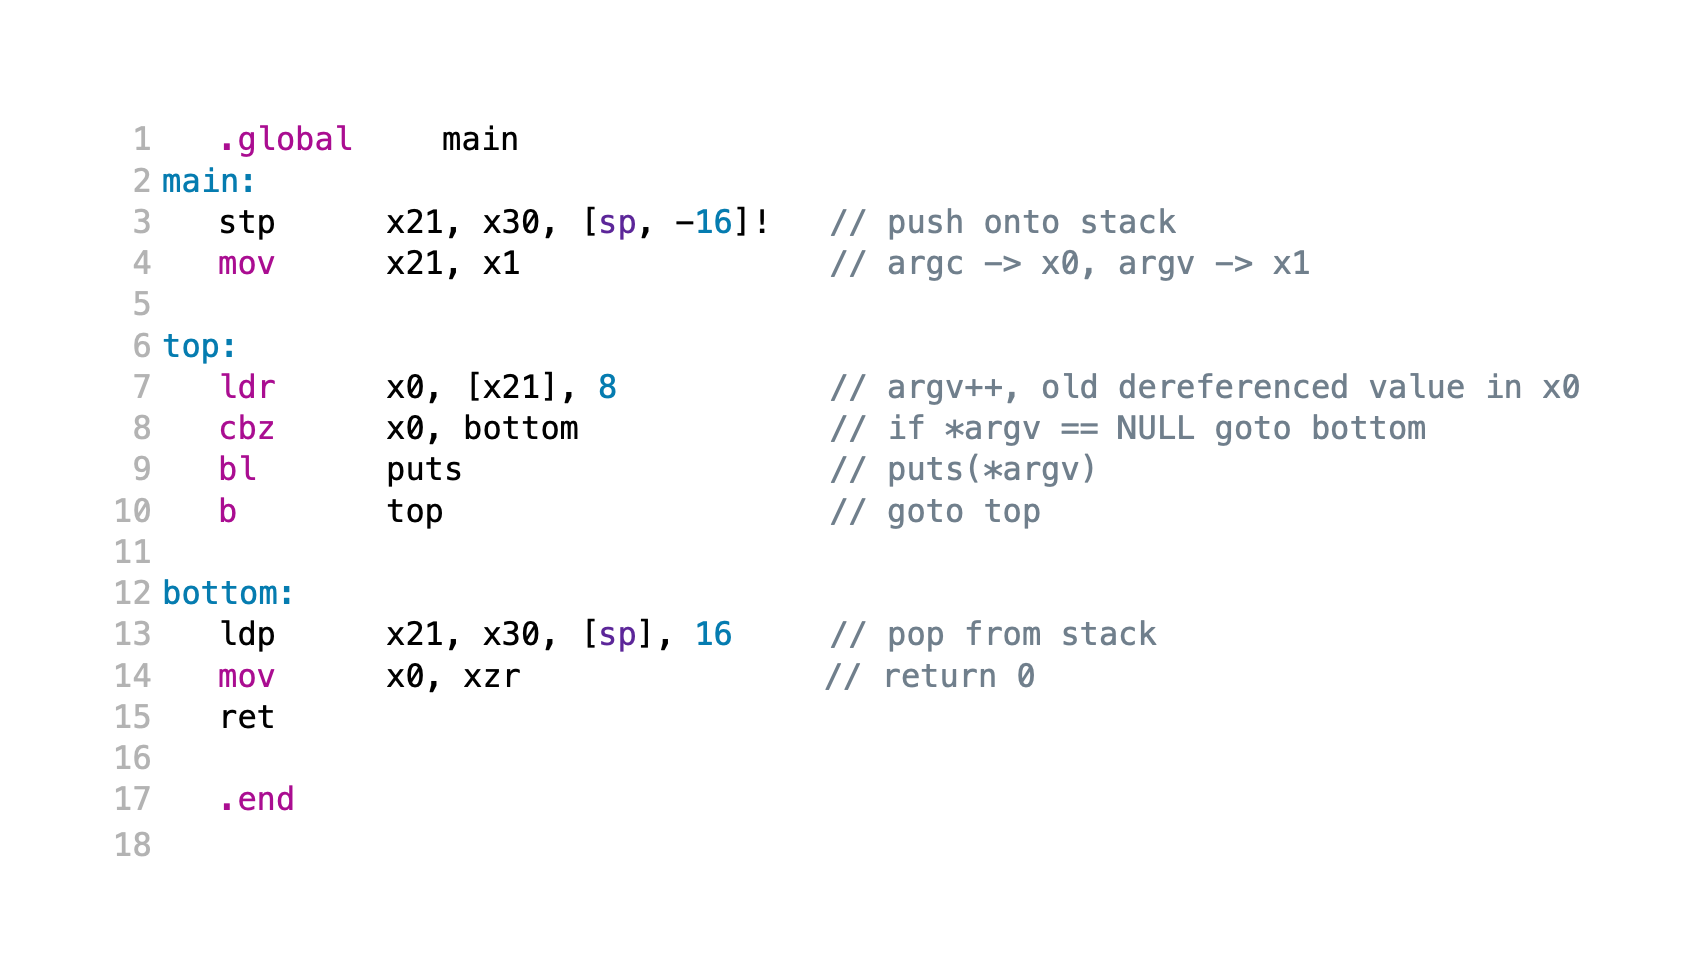 1 .global main
2 main:
3 stp x21, x30, [sp, -16]! // push onto stack
4 mov x21, x1 // argc -> x0, argv -> x1
5
6 top:
7 ldr x0, [x21], 8 // argv++, old dereferenced value in x0
8 cbz x0, bottom // if *argv == NULL goto bottom
9 bl puts // puts(*argv)
10 b top // goto top
11
12 bottom:
13 ldp x21, x30, [sp], 16 // pop from stack
14 mov x0, xzr // return 0
15 ret
16
17 .end
18